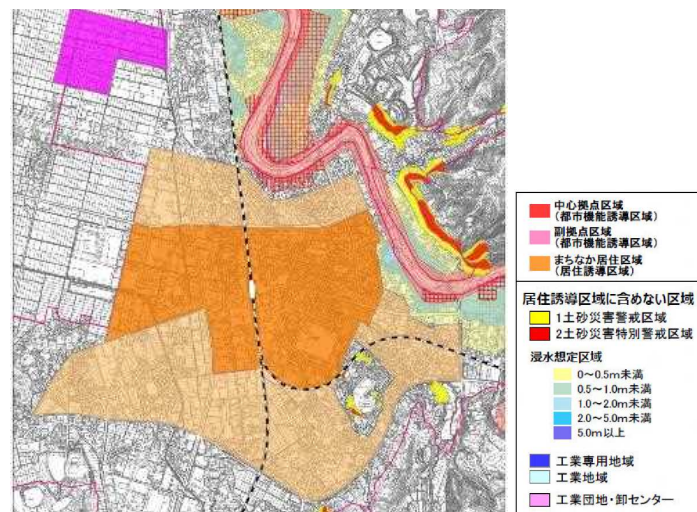 中心拠点区域
(都市機能誘導区域)
副拠点区域
(都市機能誘導区域)
まちなか居住区域
(居住誘導区域)
居住誘導区域に含めない区域
1土砂災害警戒区域
2土砂災害特別警戒区域
浸水想定区域
0～0.5m未満
0.5～1.0m未満
1.0～2.0m未満
2.0～5.0m未満
5.0m以上
工業専用地域
工業地域
工業団地・卸センター